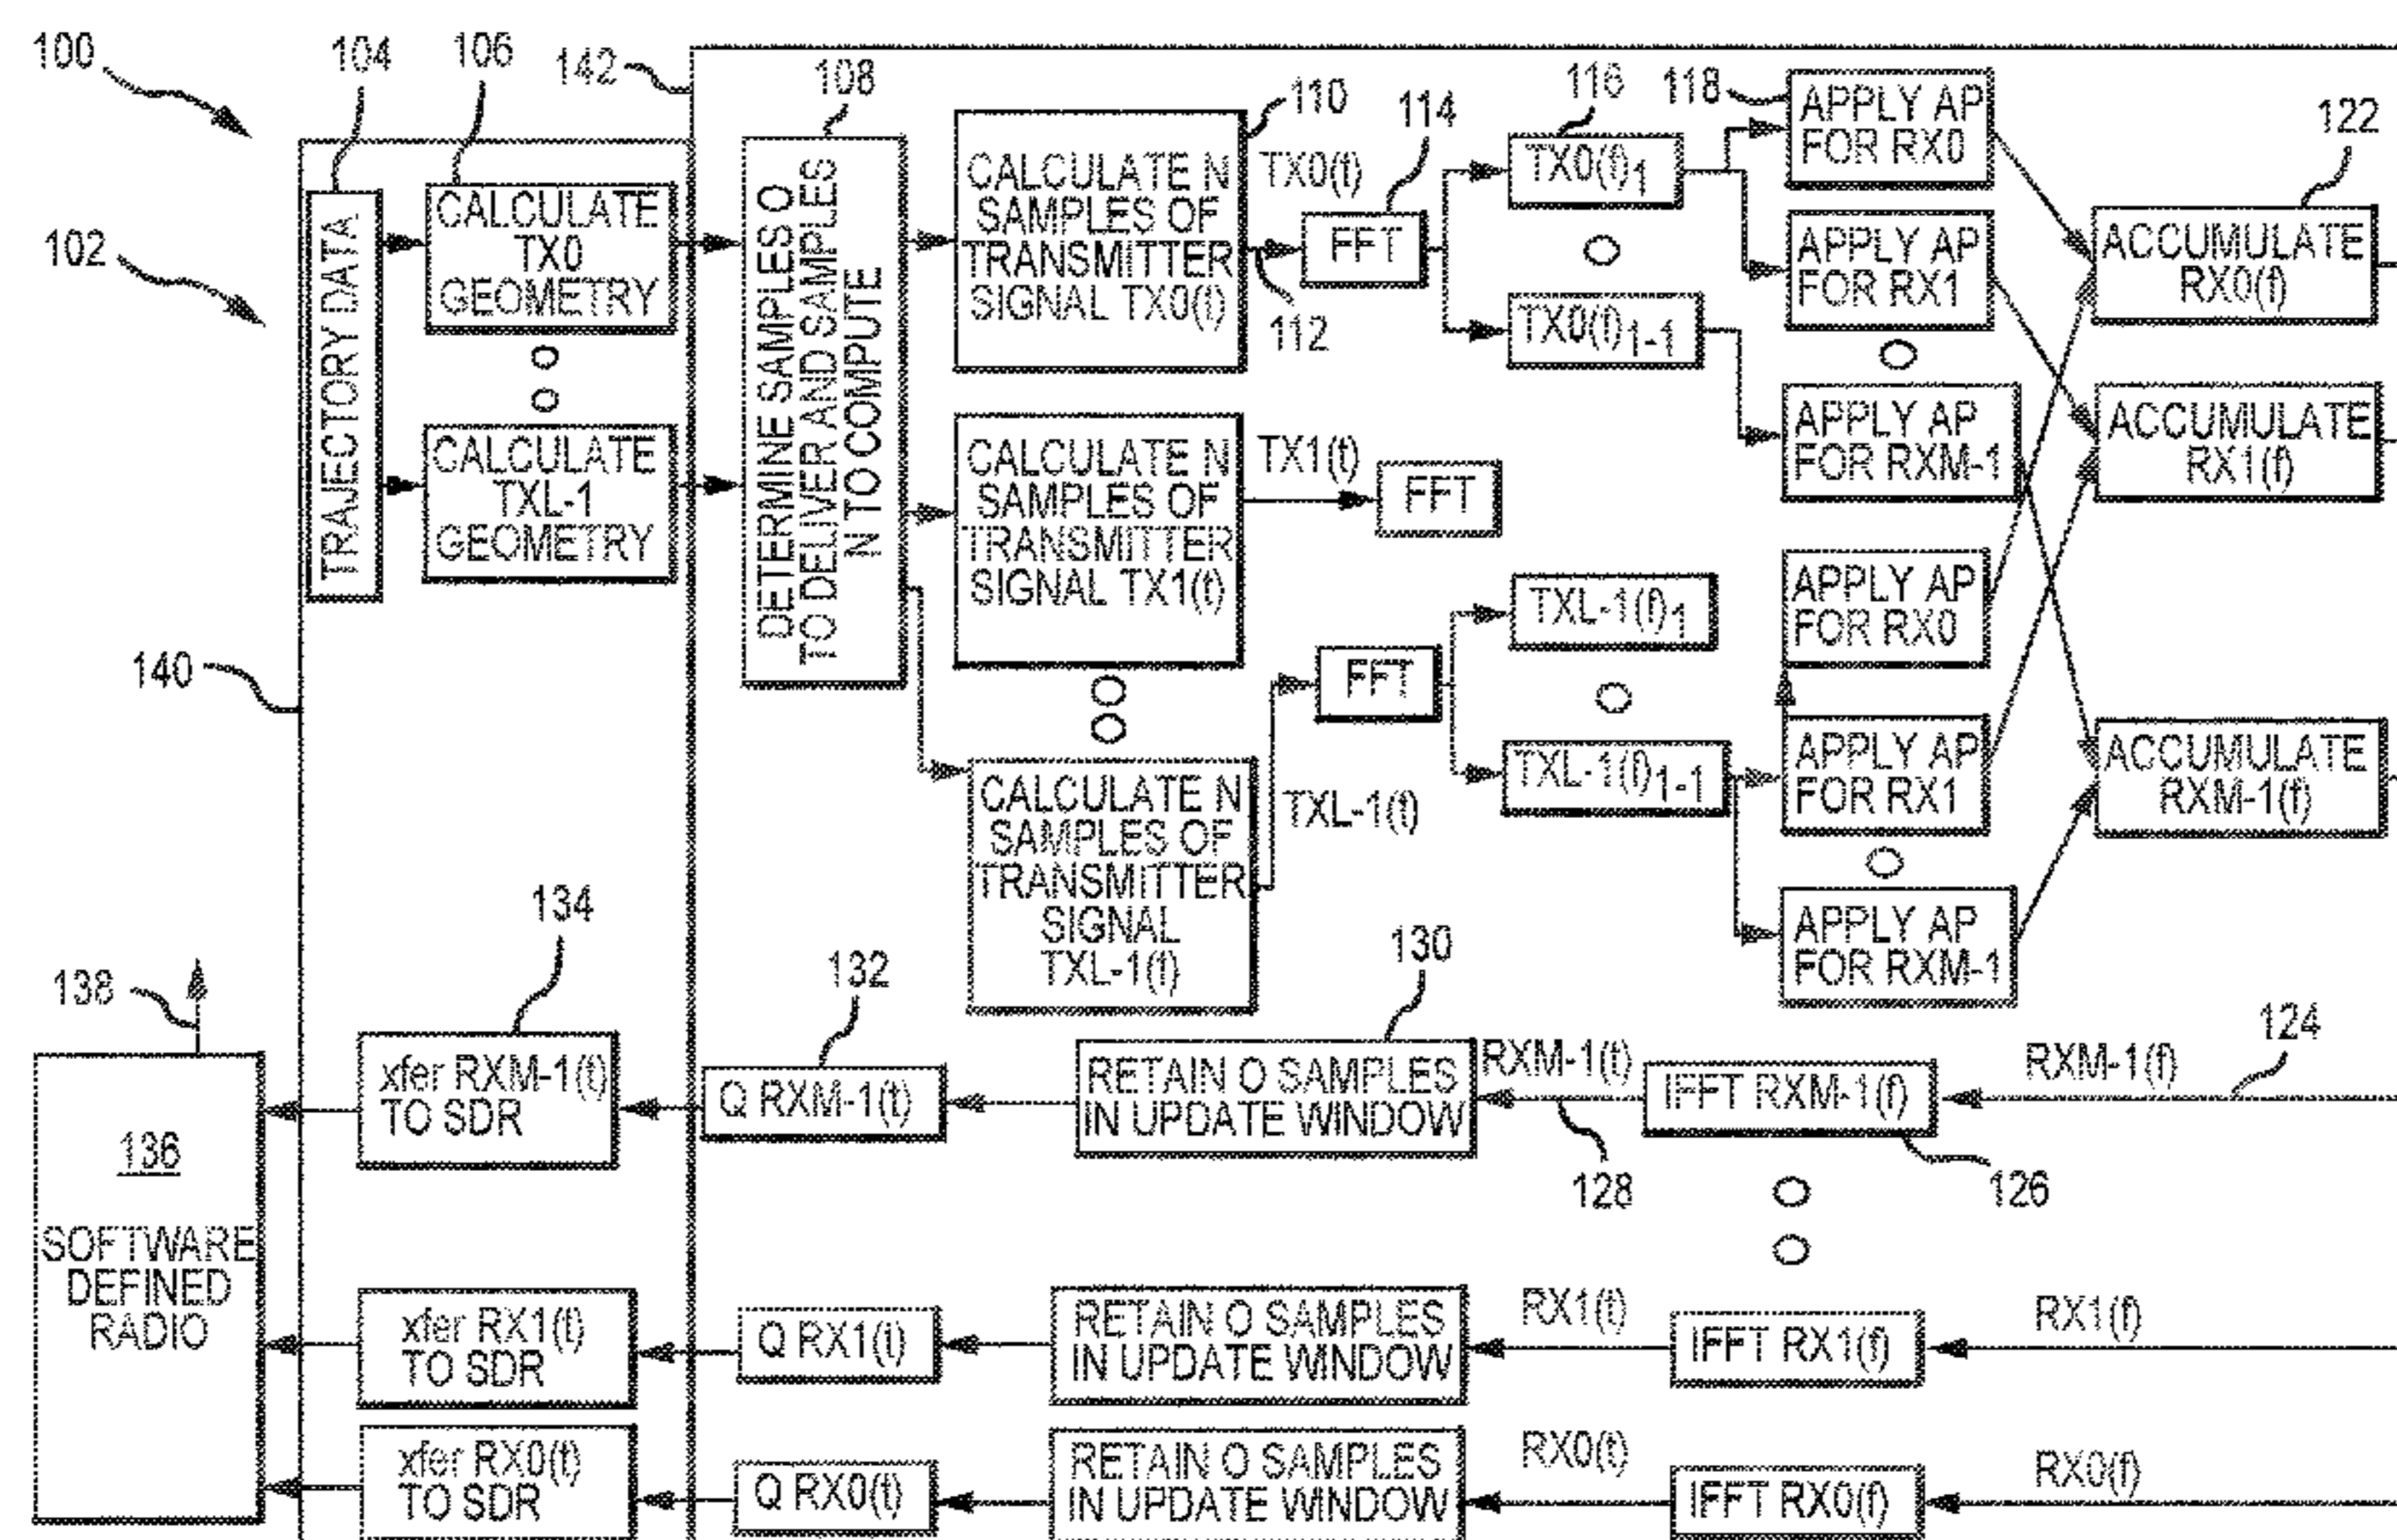 100
102
104
106
142
108
110
114
116
118
122
TRAJECTORY DATA
CALCULATE
TX0
GEOMETRY
CALCULATE
TXL-1
GEOMETRY
DETERMINE SAMPLES O
TO DELIVER AND SAMPLES
N TO COMPUTE
CALCULATE N
SAMPLES OF
TRANSMITTER
SIGNAL TX0(t)
TX0(t)
112
FFT
TX0(f)1
TX0(f)1-1
APPLY AP
FOR RX0
APPLY AP
FOR RX1
APPLY AP
FOR RXM-1
ACCUMULATE
RX0(f)
ACCUMULATE
RX1(f)
CALCULATE N
SAMPLES OF
TRANSMITTER
SIGNAL TX1(t)
TX1(t)
FFT
CALCULATE N
SAMPLES OF
TRANSMITTER
SIGNAL
TXL-1(t)
TXL-1(t)
FFT
TXL-1(f)1
TXL-1(f)1-1
APPLY AP
FOR RX0
APPLY AP
FOR RX1
APPLY AP
FOR RXM-1
ACCUMULATE
RXM-1(f)
140
138
134
132
130
124
136
SOFTWARE
DEFINED
RADIO
xfer RXM-1(t)
TO SDR
Q RXM-1(t)
RETAIN O SAMPLES
IN UPDATE WINDOW
RXM-1(t)
128
IFFT RXM-1(f)
126
RXM-1(f)
xfer RX1(t)
TO SDR
Q RX1(t)
RETAIN O SAMPLES
IN UPDATE WINDOW
RX1(t)
IFFT RX1(f)
RX1(f)
xfer RX0(t)
TO SDR
Q RX0(t)
RETAIN O SAMPLES
IN UPDATE WINDOW
RX0(t)
IFFT RX0(f)
RX0(f)